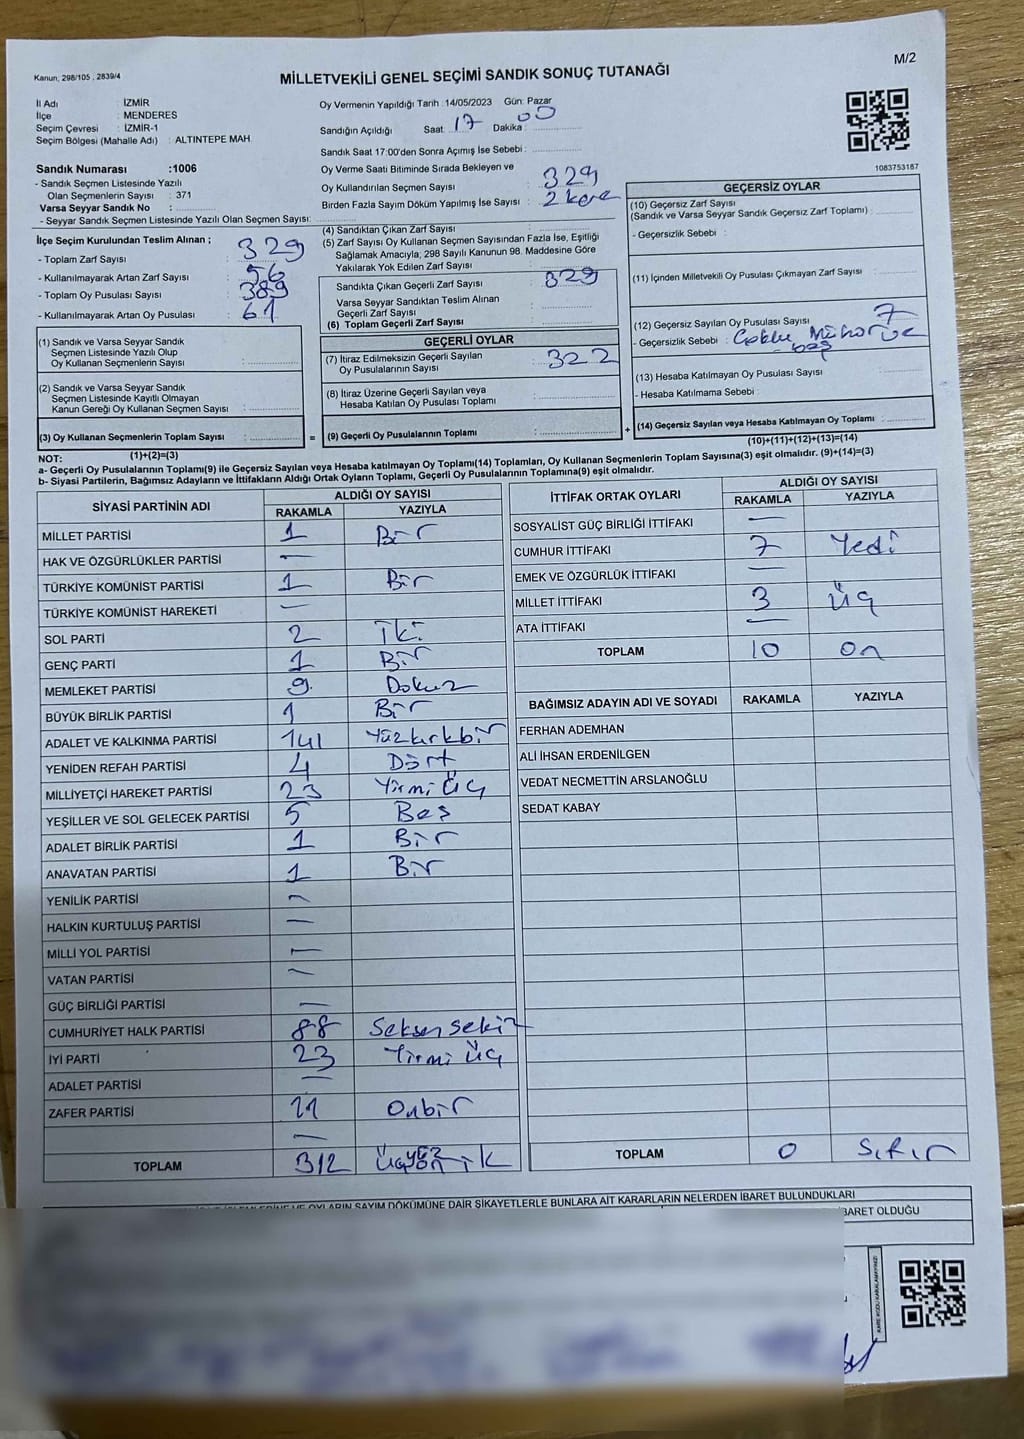 Kanun; 298/105 , 2839/4
M/2
MİLLETVEKİLİ GENEL SEÇİMİ SANDIK SONUÇ TUTANAĞI
İl Adı : İZMİR
İlçe : MENDERES
Seçim Çevresi : İZMİR-1
Seçim Bölgesi (Mahalle Adı) : ALTINTEPE MAH
Sandık Numarası :1006
- Sandık Seçmen Listesinde Yazılı
Olan Seçmenlerin Sayısı : 371
Varsa Seyyar Sandık No :
- Seyyar Sandık Seçmen Listesinde Yazılı Olan Seçmen Sayısı:
Oy Vermenin Yapıldığı Tarih :14/05/2023 Gün: Pazar
Sandığın Açıldığı Saat: 17 Dakika: 00
Sandık Saat 17:00'den Sonra Açımış İse Sebebi :
Oy Verme Saati Bitiminde Sırada Bekleyen ve
Oy Kullandırılan Seçmen Sayısı : 329
Birden Fazla Sayım Döküm Yapılmış İse Sayısı : 2 kere
1083753187
İlçe Seçim Kurulundan Teslim Alınan ;
- Toplam Zarf Sayısı : 329
- Kullanılmayarak Artan Zarf Sayısı : 56
- Toplam Oy Pusulası Sayısı : 389
- Kullanılmayarak Artan Oy Pusulası : 61
(4) Sandıktan Çıkan Zarf Sayısı :
(5) Zarf Sayısı Oy Kullanan Seçmen Sayısından Fazla İse, Eşitliği
Sağlamak Amacıyla; 298 Sayılı Kanunun 98. Maddesine Göre
Yakılarak Yok Edilen Zarf Sayısı :
Sandıkta Çıkan Geçerli Zarf Sayısı : 329
Varsa Seyyar Sandıktan Teslim Alınan
Geçerli Zarf Sayısı :
(6) Toplam Geçerli Zarf Sayısı :
GEÇERSİZ OYLAR
(10) Geçersiz Zarf Sayısı
(Sandık ve Varsa Seyyar Sandık Geçersiz Zarf Toplamı) :
- Geçersizlik Sebebi :
(11) İçinden Milletvekili Oy Pusulası Çıkmayan Zarf Sayısı :
(12) Geçersiz Sayılan Oy Pusulası Sayısı : 7
- Geçersizlik Sebebi : Çoklu Mühür ve
- boş
(13) Hesaba Katılmayan Oy Pusulası Sayısı :
- Hesaba Katılmama Sebebi :
(14) Geçersiz Sayılan veya Hesaba Katılmayan Oy Toplamı :
(10)+(11)+(12)+(13)=(14)
(1) Sandık ve Varsa Seyyar Sandık
Seçmen Listesinde Yazılı Olup
Oy Kullanan Seçmenlerin Sayısı :
(2) Sandık ve Varsa Seyyar Sandık
Seçmen Listesinde Kayıtlı Olmayan
Kanun Gereği Oy Kullanan Seçmen Sayısı :
(3) Oy Kullanan Seçmenlerin Toplam Sayısı :
(1)+(2)=(3)
=
GEÇERLİ OYLAR
(7) İtiraz Edilmeksizin Geçerli Sayılan
Oy Pusulalarının Sayısı : 322
(8) İtiraz Üzerine Geçerli Sayılan veya
Hesaba Katılan Oy Pusulası Toplamı :
(9) Geçerli Oy Pusulalarının Toplamı :
+
NOT:
a- Geçerli Oy Pusulalarının Toplamı(9) ile Geçersiz Sayılan veya Hesaba katılmayan Oy Toplamı(14) Toplamları, Oy Kullanan Seçmenlerin Toplam Sayısına(3) eşit olmalıdır. (9)+(14)=(3)
b- Siyasi Partilerin, Bağımsız Adayların ve İttifakların Aldığı Ortak Oyların Toplamı, Geçerli Oy Pusulalarının Toplamına(9) eşit olmalıdır.
SİYASİ PARTİNİN ADI ALDIĞI OY SAYISI
RAKAMLA YAZIYLA
MİLLET PARTİSİ 1 Bir
HAK VE ÖZGÜRLÜKLER PARTİSİ —
TÜRKİYE KOMÜNİST PARTİSİ 1 Bir
TÜRKİYE KOMÜNİST HAREKETİ —
SOL PARTİ 2 İki
GENÇ PARTİ 1 Bir
MEMLEKET PARTİSİ 9 Dokuz
BÜYÜK BİRLİK PARTİSİ 1 Bir
ADALET VE KALKINMA PARTİSİ 141 Yüzkırkbir
YENİDEN REFAH PARTİSİ 4 Dört
MİLLİYETÇİ HAREKET PARTİSİ 23 Yirmi üç
YEŞİLLER VE SOL GELECEK PARTİSİ 5 Beş
ADALET BİRLİK PARTİSİ 1 Bir
ANAVATAN PARTİSİ 1 Bir
YENİLİK PARTİSİ —
HALKIN KURTULUŞ PARTİSİ —
MİLLİ YOL PARTİSİ —
VATAN PARTİSİ —
GÜÇ BİRLİĞİ PARTİSİ —
CUMHURİYET HALK PARTİSİ 88 Seksen sekiz
İYİ PARTİ 23 Yirmi üç
ADALET PARTİSİ —
ZAFER PARTİSİ 11 Onbir
—
TOPLAM 312 Üçyüz on ik
İTTİFAK ORTAK OYLARI ALDIĞI OY SAYISI
RAKAMLA YAZIYLA
SOSYALİST GÜÇ BİRLİĞİ İTTİFAKI —
CUMHUR İTTİFAKI 7 Yedi
EMEK VE ÖZGÜRLÜK İTTİFAKI —
MİLLET İTTİFAKI 3 Üç
ATA İTTİFAKI —
TOPLAM 10 On
BAĞIMSIZ ADAYIN ADI VE SOYADI RAKAMLA YAZIYLA
FERHAN ADEMHAN
ALİ İHSAN ERDENİLGEN
VEDAT NECMETTİN ARSLANOĞLU
SEDAT KABAY
TOPLAM 0 Sıfır
VE OYLARIN SAYIM DÖKÜMÜNE DAİR ŞİKAYETLERLE BUNLARA AİT KARARLARIN NELERDEN İBARET BULUNDUKLARI
İBARET OLDUĞU
KARE KODU KARALAMAYINIZ!